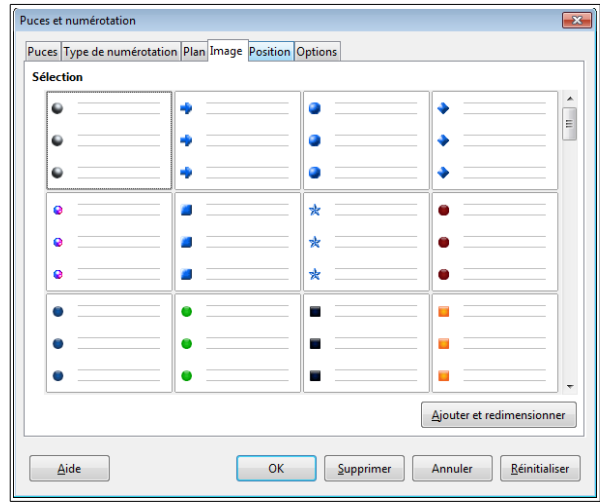 Puces et numérotation
Puces Type de numérotation Plan Image Position Options
Sélection
Ajouter et redimensionner
Aide OK Supprimer Annuler Réinitialiser